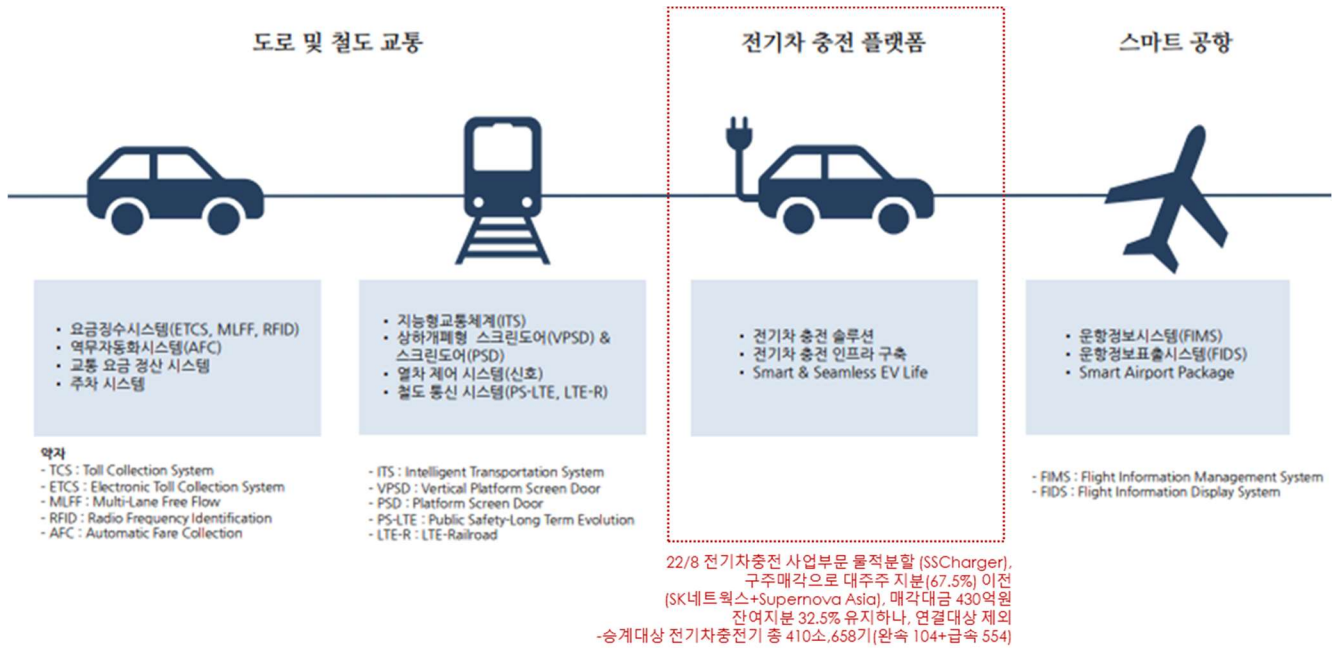 도로 및 철도 교통
전기차 충전 플랫폼
스마트 공항
• 요금징수시스템(ETCS, MLFF, RFID)
• 역무자동화시스템(AFC)
• 교통 요금 정산 시스템
• 주차 시스템
• 지능형교통체계(ITS)
• 상하개폐형 스크린도어(VPSD) &
스크린도어(PSD)
• 열차 제어 시스템(신호)
• 철도 통신 시스템(PS-LTE, LTE-R)
• 전기차 충전 솔루션
• 전기차 충전 인프라 구축
• Smart & Seamless EV Life
• 운항정보시스템(FIMS)
• 운항정보표출시스템(FIDS)
• Smart Airport Package
약자
- TCS : Toll Collection System
- ETCS : Electronic Toll Collection System
- MLFF : Multi-Lane Free Flow
- RFID : Radio Frequency Identification
- AFC : Automatic Fare Collection
- ITS : Intelligent Transportation System
- VPSD : Vertical Platform Screen Door
- PSD : Platform Screen Door
- PS-LTE : Public Safety-Long Term Evolution
- LTE-R : LTE-Railroad
- FIMS : Flight Information Management System
- FIDS : Flight Information Display System
22/8 전기차충전 사업부문 물적분할 (SSCharger),
구주매각으로 대주주 지분(67.5%) 이전
(SK네트웍스+Supernova Asia), 매각대금 430억원
잔여지분 32.5% 유지하나, 연결대상 제외
-승계대상 전기차충전기 총 410소,658기(완속 104+급속 554)